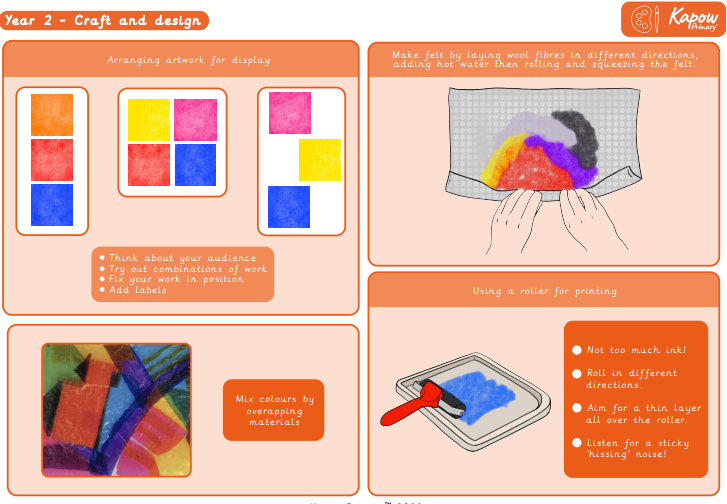 Year 2 - Craft and design
Kapow
Primary
Arranging artwork for display
Think about your audience
Try out combinations of work
Fix your work in position
Add labels
Make felt by laying wool fibres in different directions,
adding hot water then rolling and squeezing the felt.
Mix colours by
overapping
materials
Using a roller for printing
Not too much ink!
Roll in different
directions.
Aim for a thin layer
all over the roller.
Listen for a sticky
'hissing' noise!